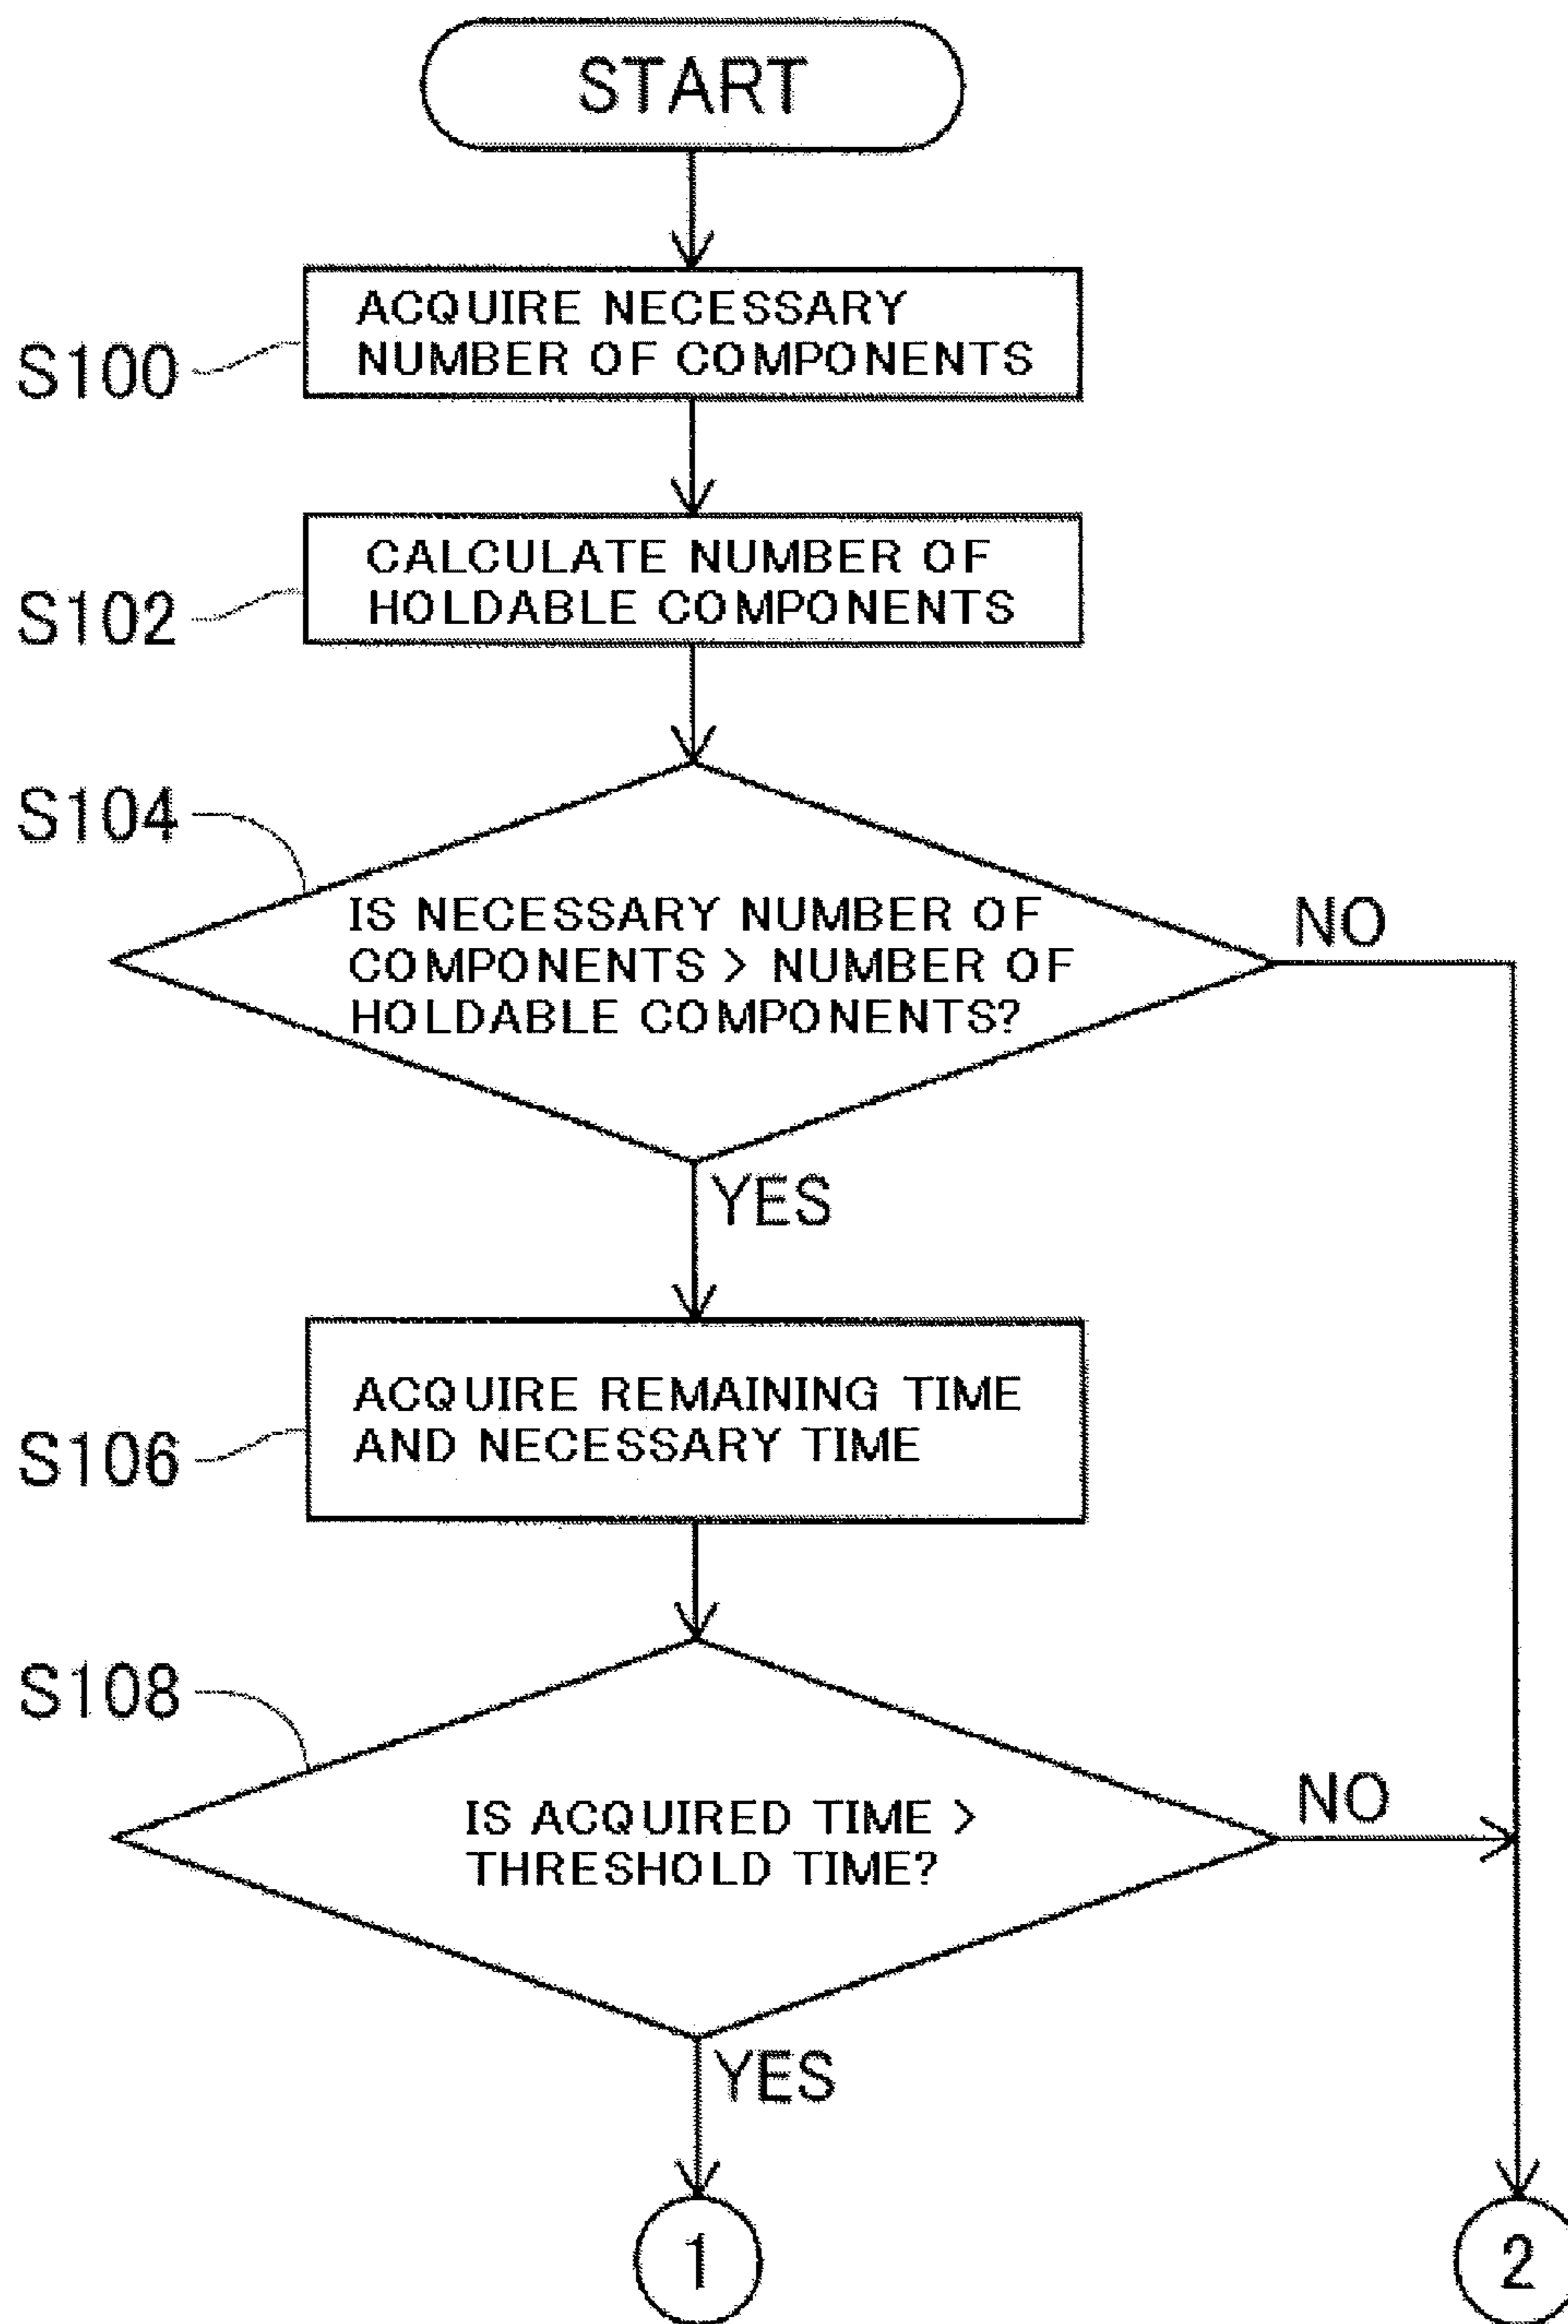 START
S100
ACQUIRE NECESSARY
NUMBER OF COMPONENTS
S102
CALCULATE NUMBER OF
HOLDABLE COMPONENTS
S104
IS NECESSARY NUMBER OF
COMPONENTS > NUMBER OF
HOLDABLE COMPONENTS?
NO
YES
S106
ACQUIRE REMAINING TIME
AND NECESSARY TIME
S108
IS ACQUIRED TIME >
THRESHOLD TIME?
NO
YES
1
2